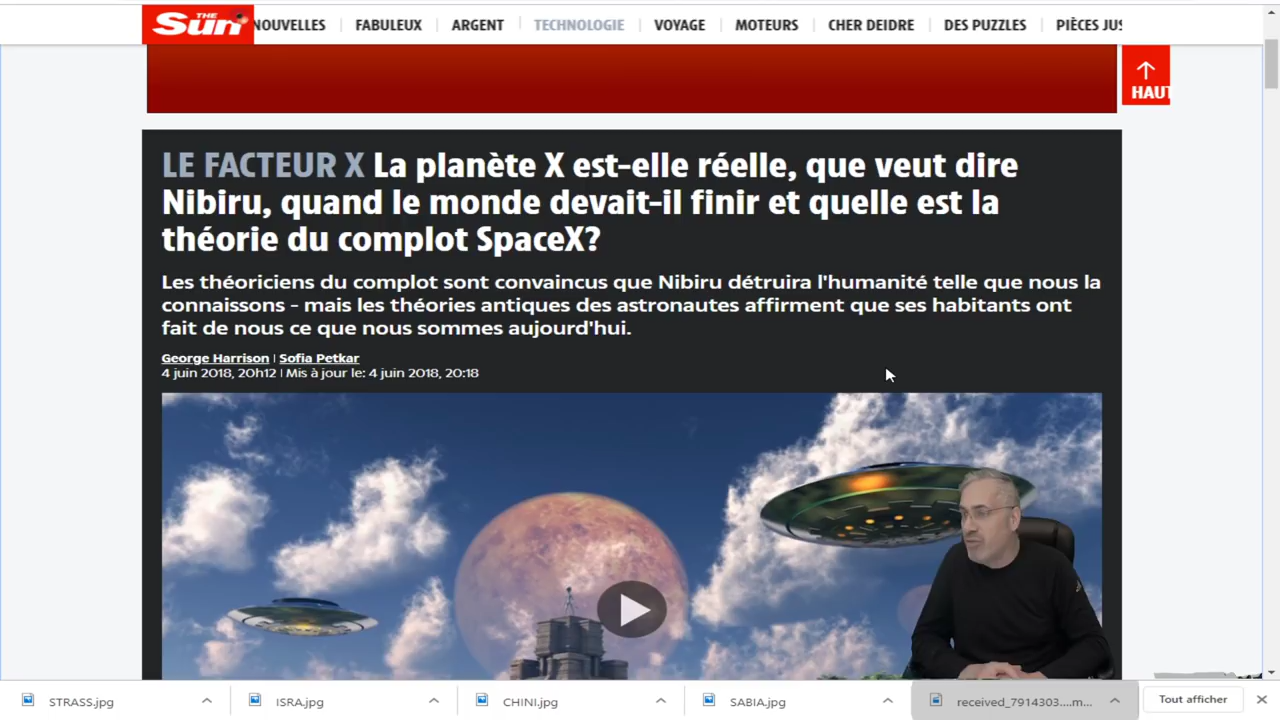 THE
Sun
NOUVELLES
FABULEUX
ARGENT
TECHNOLOGIE
VOYAGE
MOTEURS
CHER DEIDRE
DES PUZZLES
PIÈCES JUS
HAUT
LE FACTEUR X La planète X est-elle réelle, que veut dire
Nibiru, quand le monde devait-il finir et quelle est la
théorie du complot SpaceX?
Les théoriciens du complot sont convaincus que Nibiru détruira l'humanité telle que nous la
connaissons - mais les théories antiques des astronautes affirment que ses habitants ont
fait de nous ce que nous sommes aujourd'hui.
George Harrison | Sofia Petkar
4 juin 2018, 20h12 | Mis à jour le: 4 juin 2018, 20:18
STRASS.jpg
ISRA.jpg
CHINI.jpg
SABIA.jpg
received_7914303....m...
Tout afficher